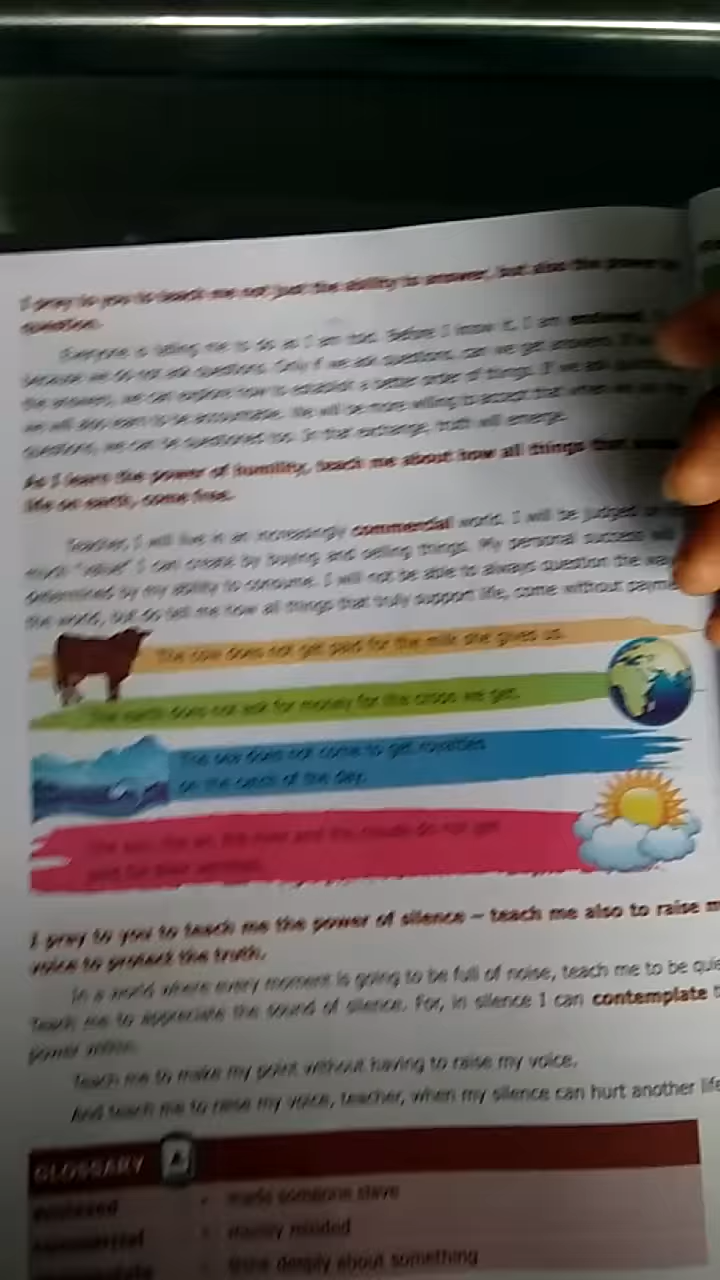 I pray to you to teach me not just the ability to answer, but also the power to
question.
Everyone is telling me to do as I am told. Before I know it, I am enslaved,
because we do not ask questions. Only if we ask questions, can we get answers. If we
the answers, we can explore how to establish a better order of things. If we ask
we will also learn to be accountable. We will be more willing to accept that when we
questions, we can be questioned too. In that exchange, truth will emerge.
As I learn the power of humility, teach me about how all things that
life on earth, come free.
Teacher, I will live in an increasingly commercial world. I will be judged
much "value" I can create by buying and selling things. My personal success will
determined by my ability to consume. I will not be able to always question the way
the world, but do tell me how all things that truly support life, come without payme
The cow does not get paid for the milk she gives us.
The earth does not ask for money for the crops we get.
The sea does not come to get royalties
on the catch of the day.
The sun, the air, the river and the clouds do not get
paid for their services.
I pray to you to teach me the power of silence – teach me also to raise m
voice to protect the truth.
In a world where every moment is going to be full of noise, teach me to be quie
Teach me to appreciate the sound of silence. For, in silence I can contemplate t
power within.
Teach me to make my point without having to raise my voice.
And teach me to raise my voice, teacher, when my silence can hurt another life
GLOSSARY A
enslaved : made someone slave
commercial : money minded
contemplate : think deeply about something